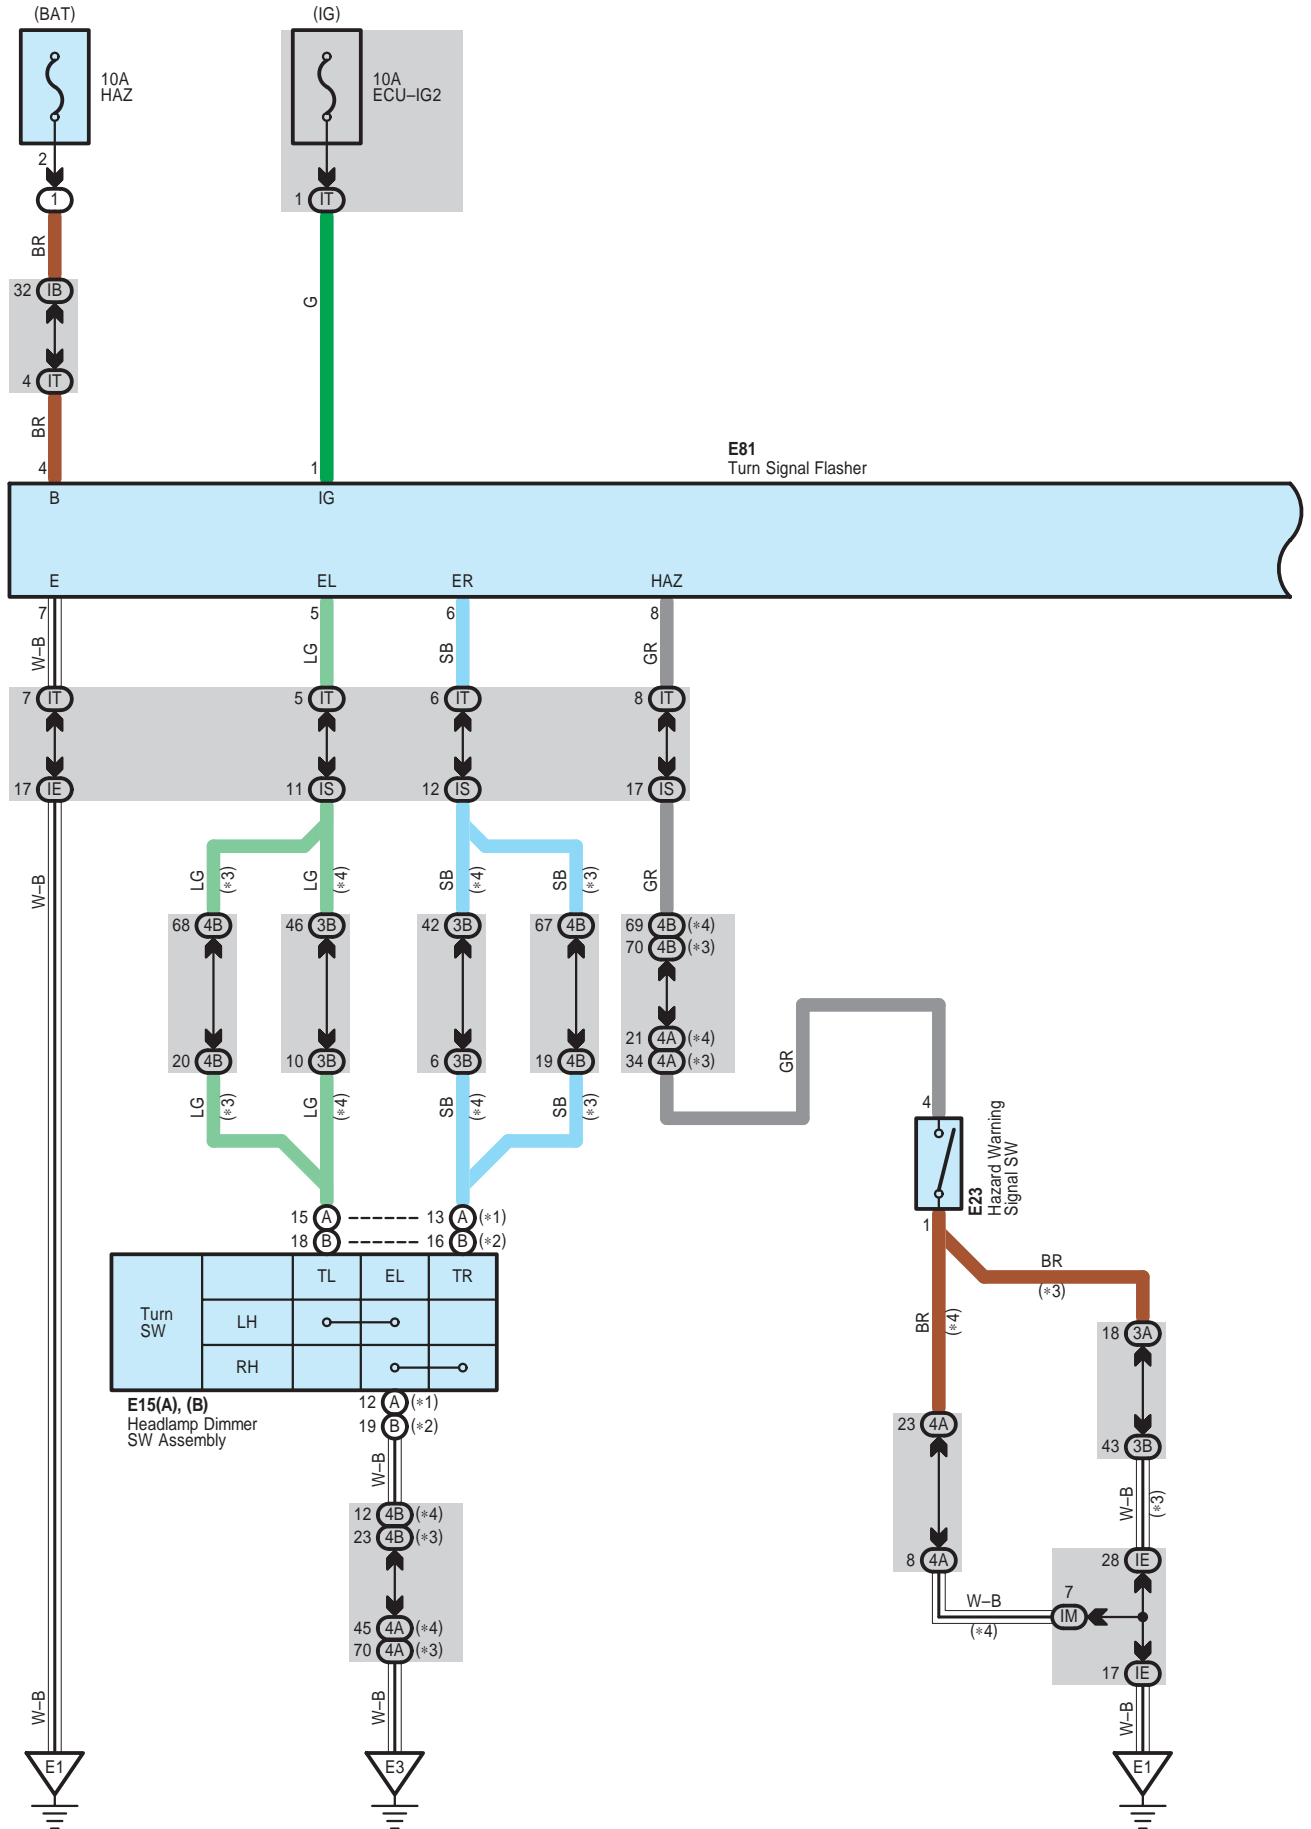 (BAT)
(IG)
10A
HAZ
10A
ECU–IG2
2
1
1 IT
BR
G
32 IB
4 IT
BR
4
1
E81
Turn Signal Flasher
B
IG
E
EL
ER
HAZ
7
5
6
8
W–B
LG
SB
GR
7 IT
5 IT
6 IT
8 IT
17 IE
11 IS
12 IS
17 IS
W–B
LG
(*3)
LG
(*4)
SB
(*4)
SB
(*3)
GR
68 4B
46 3B
42 3B
67 4B
69 4B (*4)
70 4B (*3)
20 4B
10 3B
6 3B
19 4B
21 4A (*4)
34 4A (*3)
LG
(*3)
LG
(*4)
SB
(*4)
SB
(*3)
GR
4
E23
Hazard Warning
Signal SW
1
15 A
13 A (*1)
18 B
16 B (*2)
TL
EL
TR
Turn
SW
LH
RH
E15(A), (B)
Headlamp Dimmer
SW Assembly
12 A (*1)
19 B (*2)
W–B
BR
(*3)
BR
(*4)
18 3A
23 4A
43 3B
W–B
(*3)
12 4B (*4)
23 4B (*3)
8 4A
28 IE
7
IM
W–B
(*4)
45 4A (*4)
70 4A (*3)
17 IE
W–B
W–B
W–B
E1
E3
E1